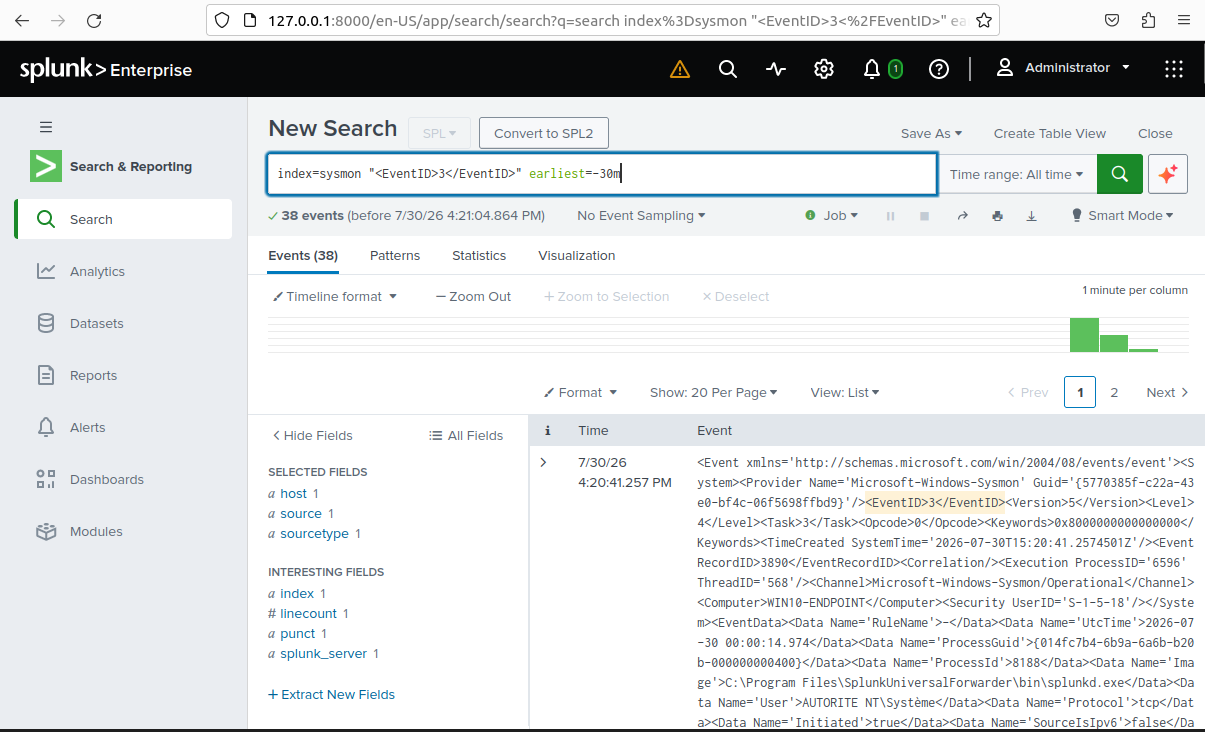 127.0.0.1:8000/en-US/app/search/search?q=search index%3Dsysmon "<EventID>3<%2FEventID>" ea
splunk> Enterprise
1
Administrator
Search & Reporting
Search
Analytics
Datasets
Reports
Alerts
Dashboards
Modules
New Search
SPL
Convert to SPL2
Save As
Create Table View
Close
index=sysmon "<EventID>3</EventID>" earliest=-30m
Time range: All time
38 events (before 7/30/26 4:21:04.864 PM)
No Event Sampling
Job
Smart Mode
Events (38)
Patterns
Statistics
Visualization
Timeline format
— Zoom Out
+ Zoom to Selection
× Deselect
1 minute per column
Format
Show: 20 Per Page
View: List
< Prev
1
2
Next >
< Hide Fields
All Fields
SELECTED FIELDS
a host 1
a source 1
a sourcetype 1
INTERESTING FIELDS
a index 1
# linecount 1
a punct 1
a splunk_server 1
+ Extract New Fields
i
Time
Event
>
7/30/26
4:20:41.257 PM
<Event xmlns='http://schemas.microsoft.com/win/2004/08/events/event'><S
ystem><Provider Name='Microsoft-Windows-Sysmon' Guid='{5770385f-c22a-43
e0-bf4c-06f5698ffbd9}'/><EventID>3</EventID><Version>5</Version><Level>
4</Level><Task>3</Task><Opcode>0</Opcode><Keywords>0x8000000000000000</
Keywords><TimeCreated SystemTime='2026-07-30T15:20:41.2574501Z'/><Event
RecordID>3890</EventRecordID><Correlation/><Execution ProcessID='6596'
ThreadID='568'/><Channel>Microsoft-Windows-Sysmon/Operational</Channel>
<Computer>WIN10-ENDPOINT</Computer><Security UserID='S-1-5-18'/></Syste
m><EventData><Data Name='RuleName'>-</Data><Data Name='UtcTime'>2026-07
-30 00:00:14.974</Data><Data Name='ProcessGuid'>{014fc7b4-6b9a-6a6b-b20
b-000000000400}</Data><Data Name='ProcessId'>8188</Data><Data Name='Ima
ge'>C:\Program Files\SplunkUniversalForwarder\bin\splunkd.exe</Data><Da
ta Name='User'>AUTORITE NT\Système</Data><Data Name='Protocol'>tcp</Dat
a><Data Name='Initiated'>true</Data><Data Name='SourceIsIpv6'>false</Da